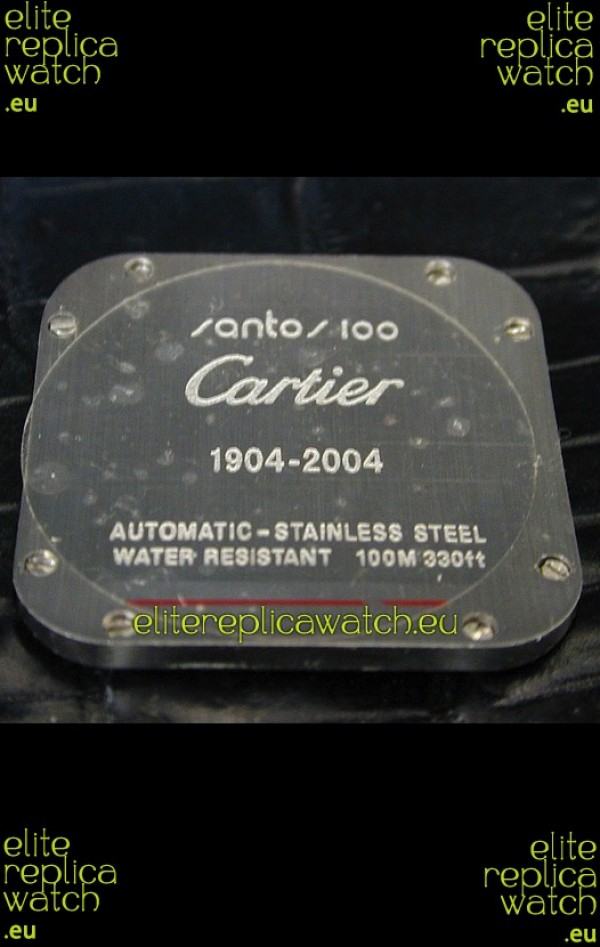 elite
replica
watch
.eu
elite
replica
watch
.eu
santos 100
Cartier
1904-2004
AUTOMATIC-STAINLESS STEEL
WATER RESISTANT 100M 330ft
elitereplicawatch.eu
elite
replica
watch
.eu
elite
replica
watch
.eu